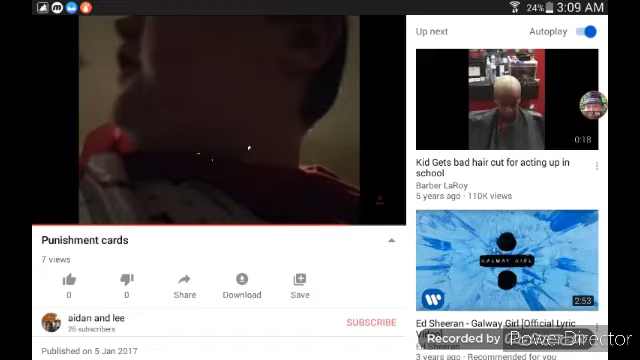 24% 3:09 AM
Up next
Autoplay
0:18
Kid Gets bad hair cut for acting up in
school
Barber LaRoy
5 years ago · 110K views
Punishment cards
7 views
0
0
Share
Download
Save
GALWAY GIRL
2:53
aidan and lee
25 subscribers
SUBSCRIBE
Ed Sheeran - Galway Girl [Official Lyric
Video]
Recorded by
PowerDirector
3 years ago · Recommended for you
Published on 5 Jan 2017